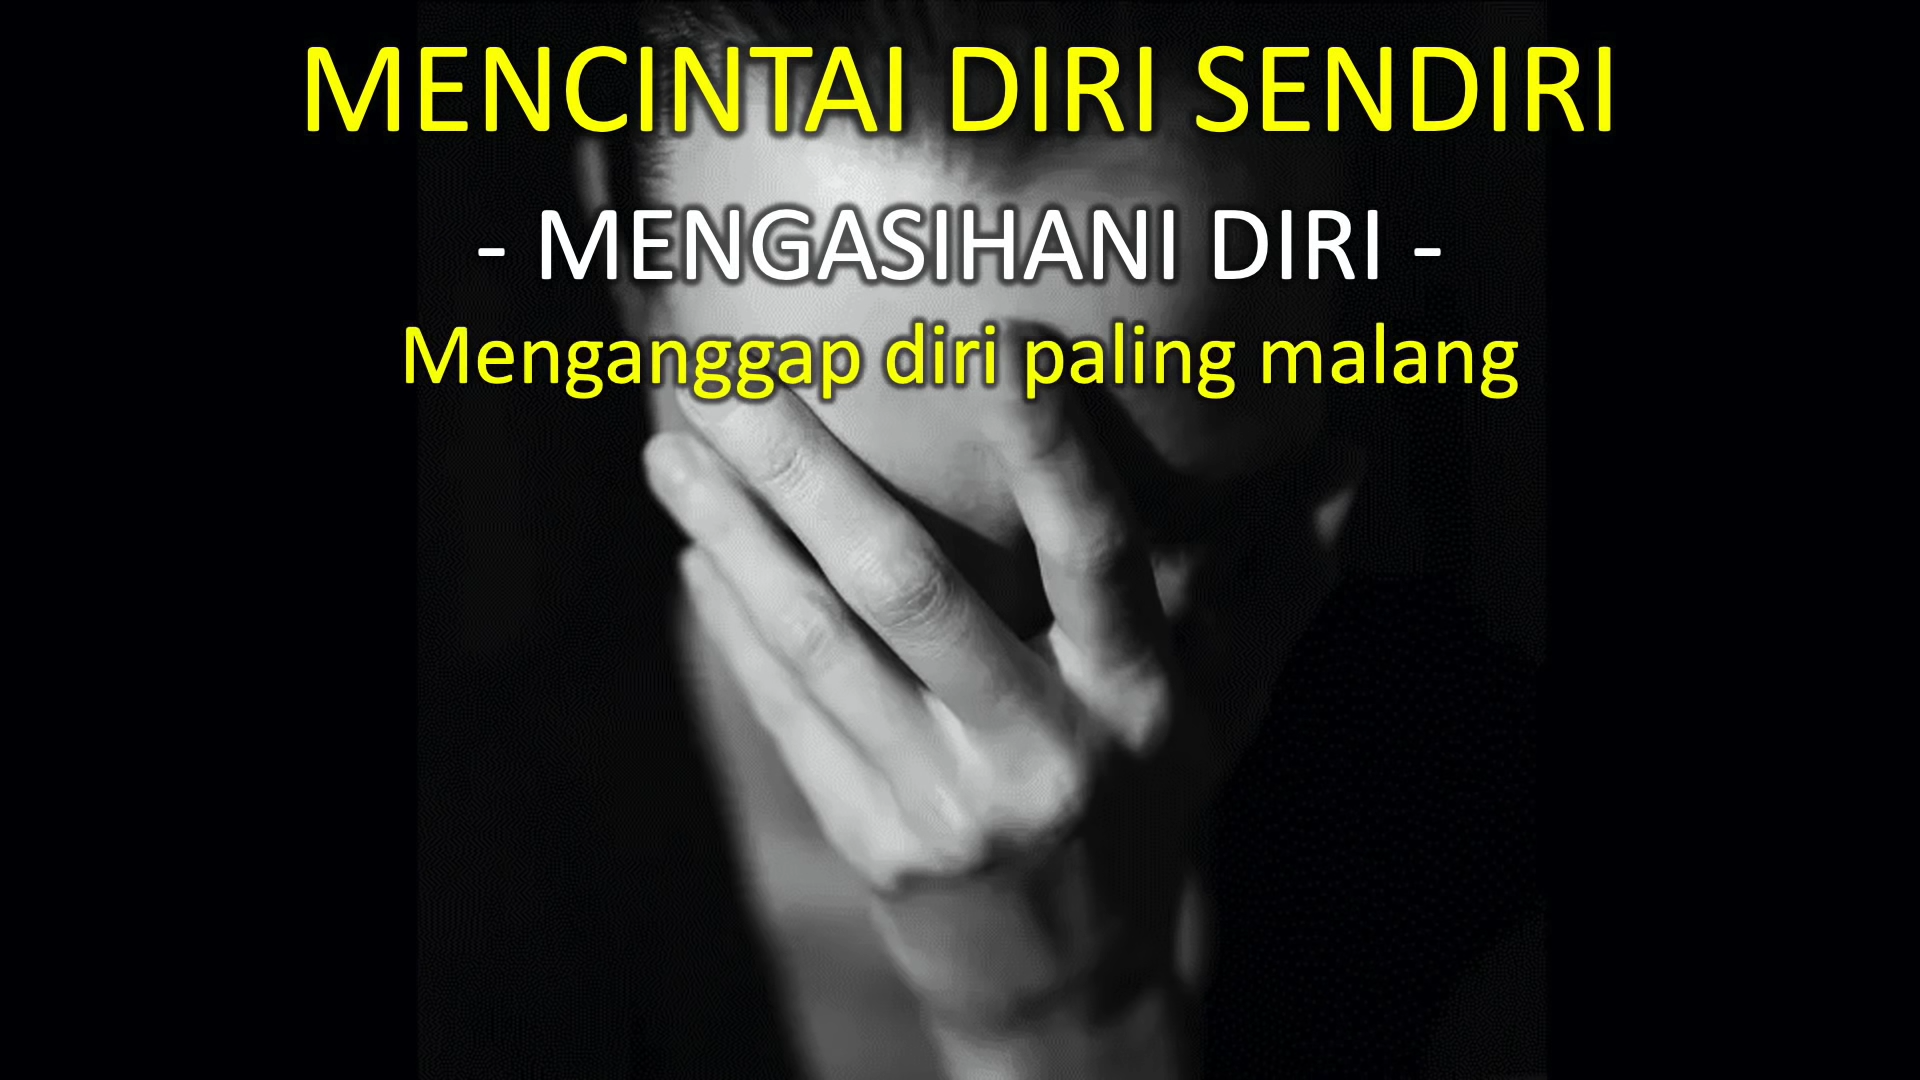 MENCINTAI DIRI SENDIRI
- MENGASIHANI DIRI -
Menganggap diri paling malang